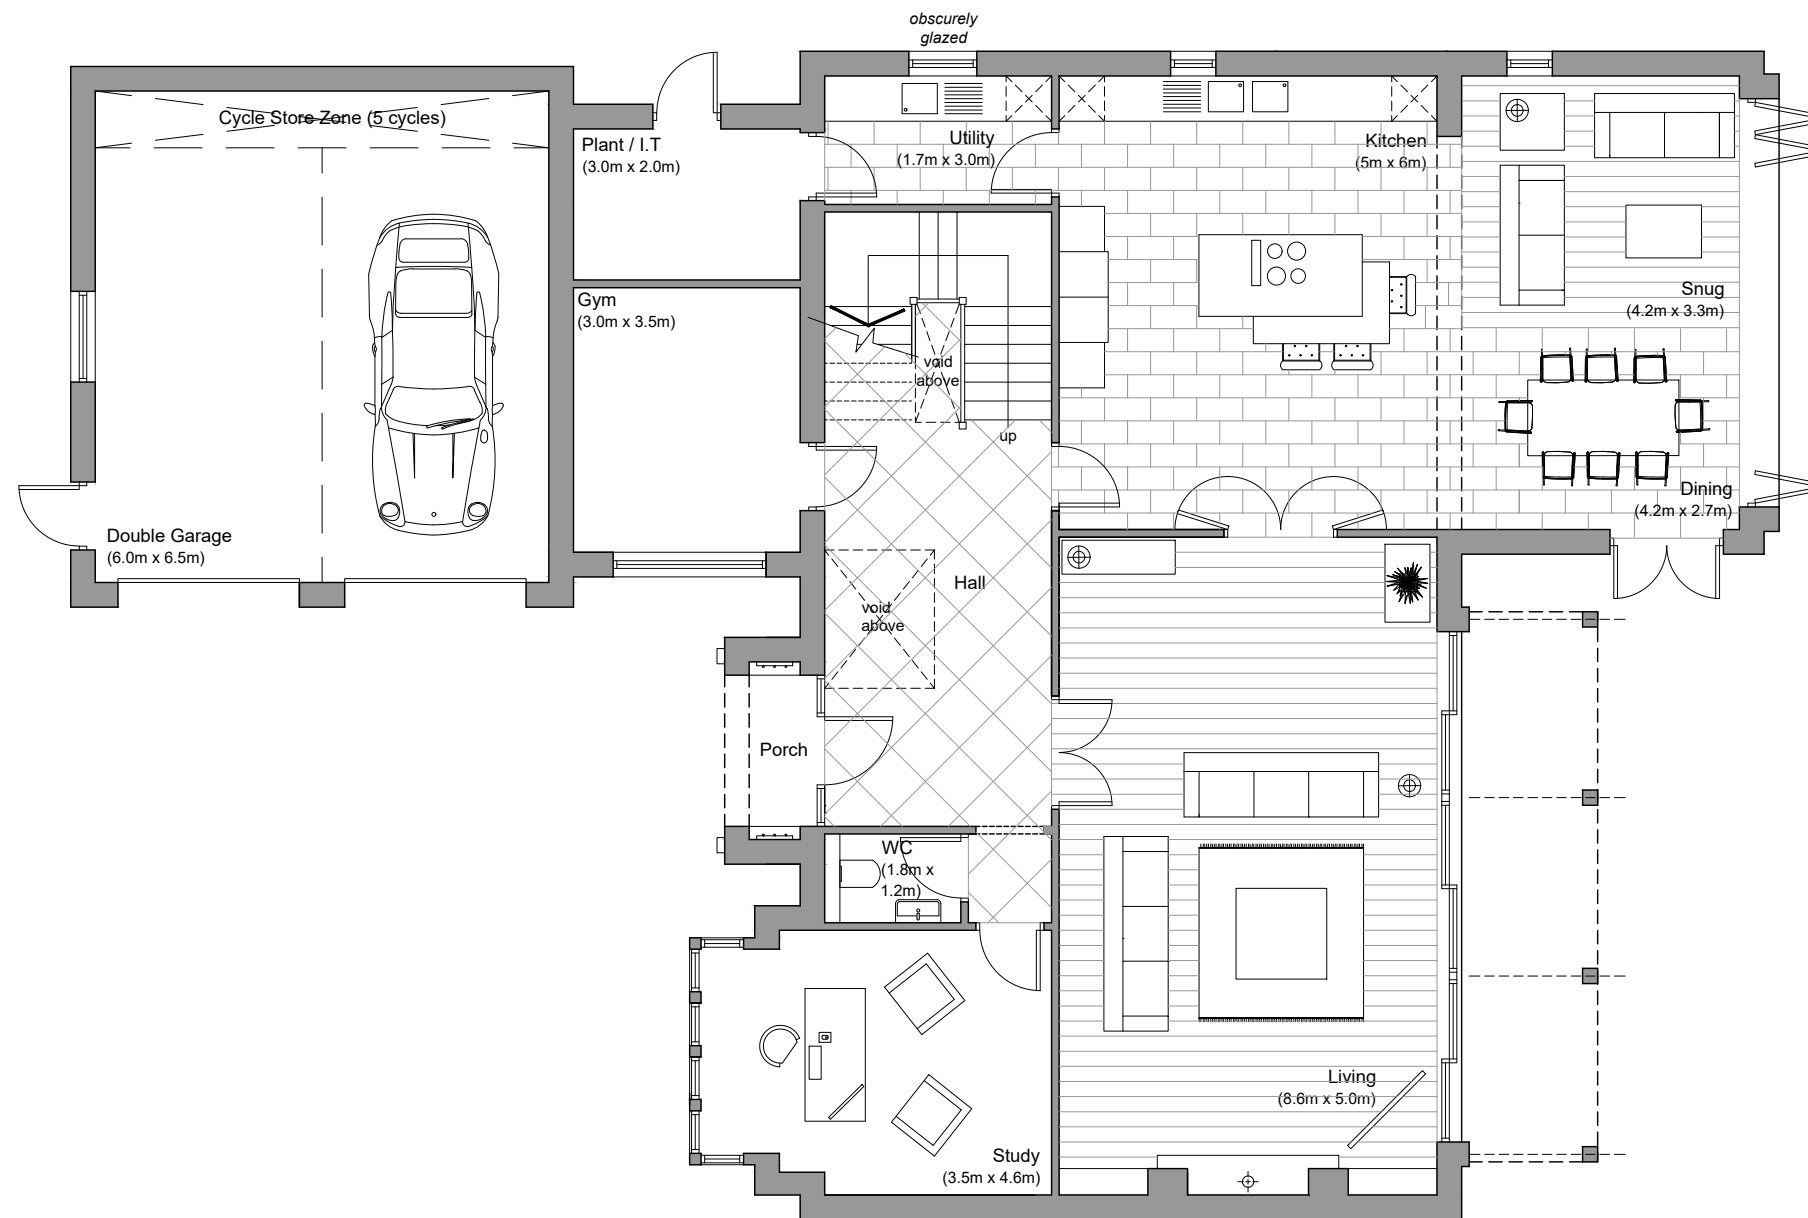 obscurely
glazed
Cycle Store Zone (5 cycles)
Plant / I.T
(3.0m x 2.0m)
Utility
(1.7m x 3.0m)
Kitchen
(5m x 6m)
Snug
(4.2m x 3.3m)
Gym
(3.0m x 3.5m)
void
above
up
Dining
(4.2m x 2.7m)
Double Garage
(6.0m x 6.5m)
Hall
void
above
Porch
WC
(1.8m x
1.2m)
Living
(8.6m x 5.0m)
Study
(3.5m x 4.6m)